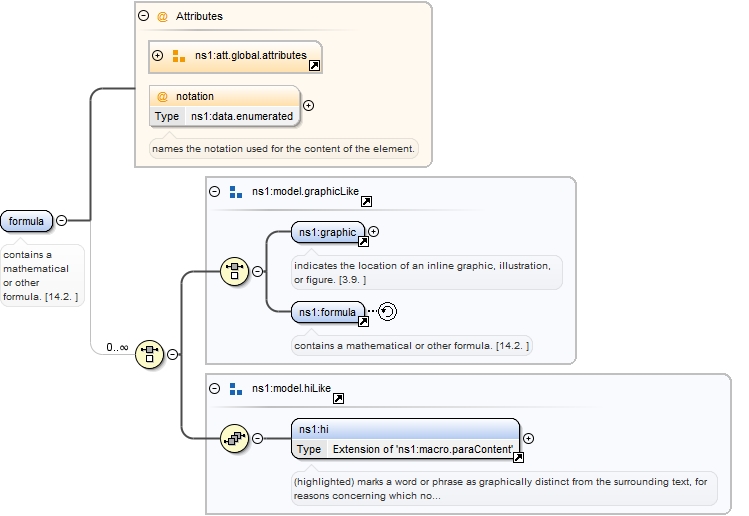 Attributes
ns1:att.global.attributes
notation
Type ns1:data.enumerated
names the notation used for the content of the element.
formula
contains a
mathematical
or other
formula. [14.2. ]
0..∞
ns1:model.graphicLike
ns1:graphic
indicates the location of an inline graphic, illustration,
or figure. [3.9. ]
ns1:formula
contains a mathematical or other formula. [14.2. ]
ns1:model.hiLike
ns1:hi
Type Extension of 'ns1:macro.paraContent'
(highlighted) marks a word or phrase as graphically distinct from the surrounding text, for
reasons concerning which no...